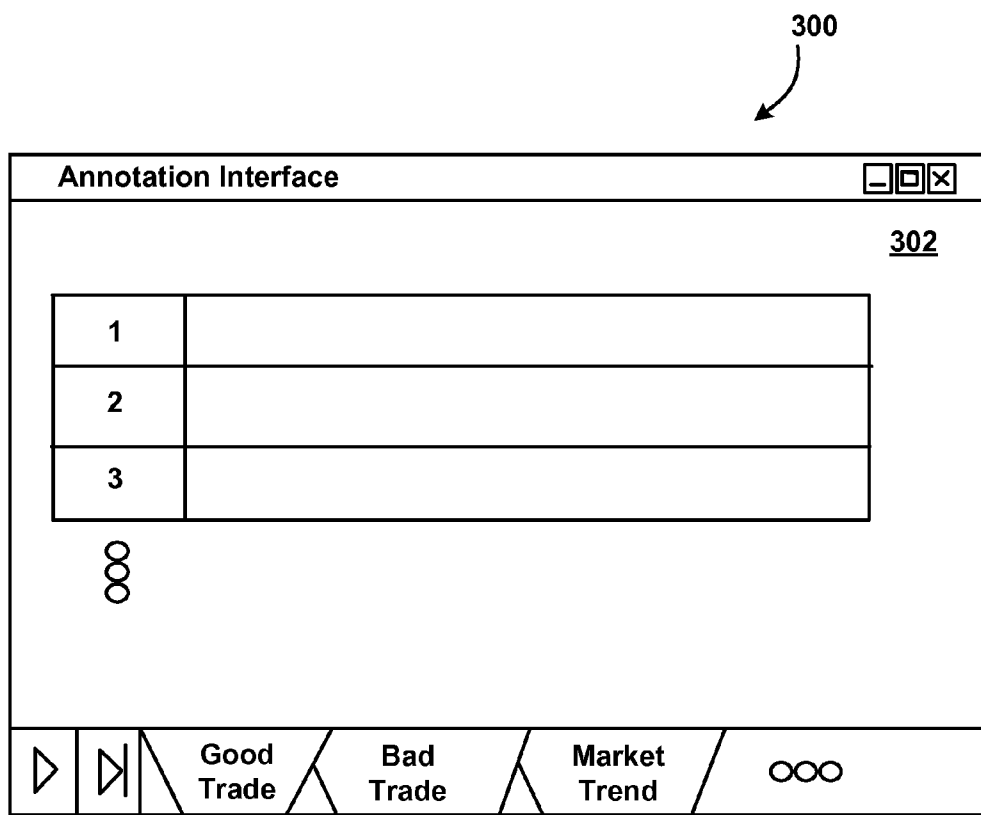 300
Annotation Interface
302
1
2
3
Good Trade
Bad Trade
Market Trend